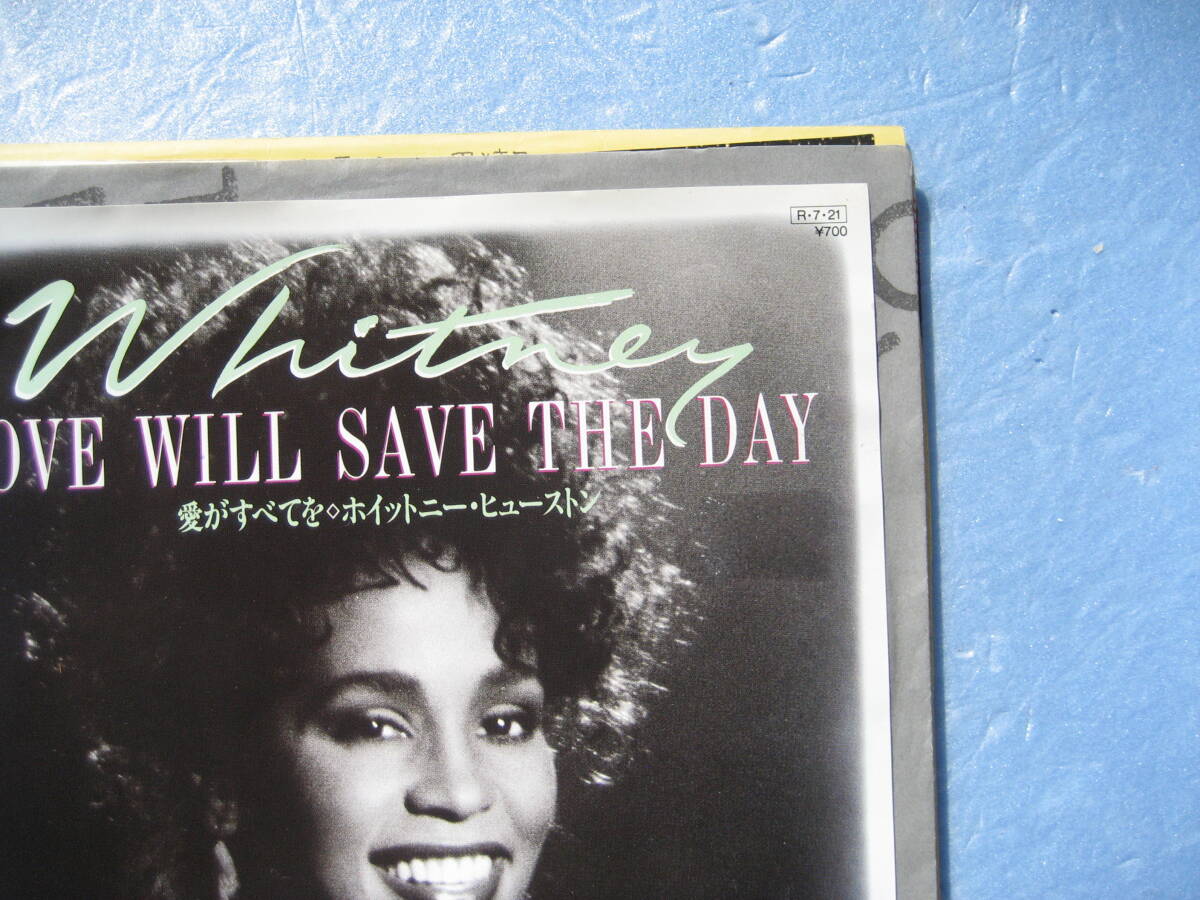 R・7・21
¥700
Whitney
OVE WILL SAVE THE DAY
愛がすべてを◇ホイットニー・ヒューストン